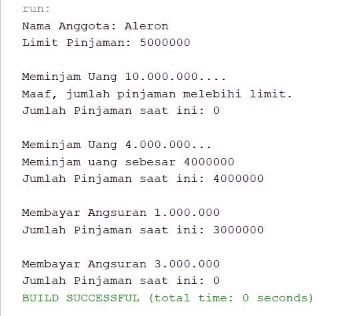 run:
Nama Anggota: Aleron
Limit Pinjaman: 5000000
Meminjam Uang 10.000.000....
Maaf, jumlah pinjaman melebihi limit.
Jumlah Pinjaman saat ini: 0
Meminjam Uang 4.000.000...
Meminjam uang sebesar 4000000
Jumlah Pinjaman saat ini: 4000000
Membayar Angsuran 1.000.000
Jumlah Pinjaman saat ini: 3000000
Membayar Angsuran 3.000.000
Jumlah Pinjaman saat ini: 0
BUILD SUCCESSFUL (total time: 0 seconds)